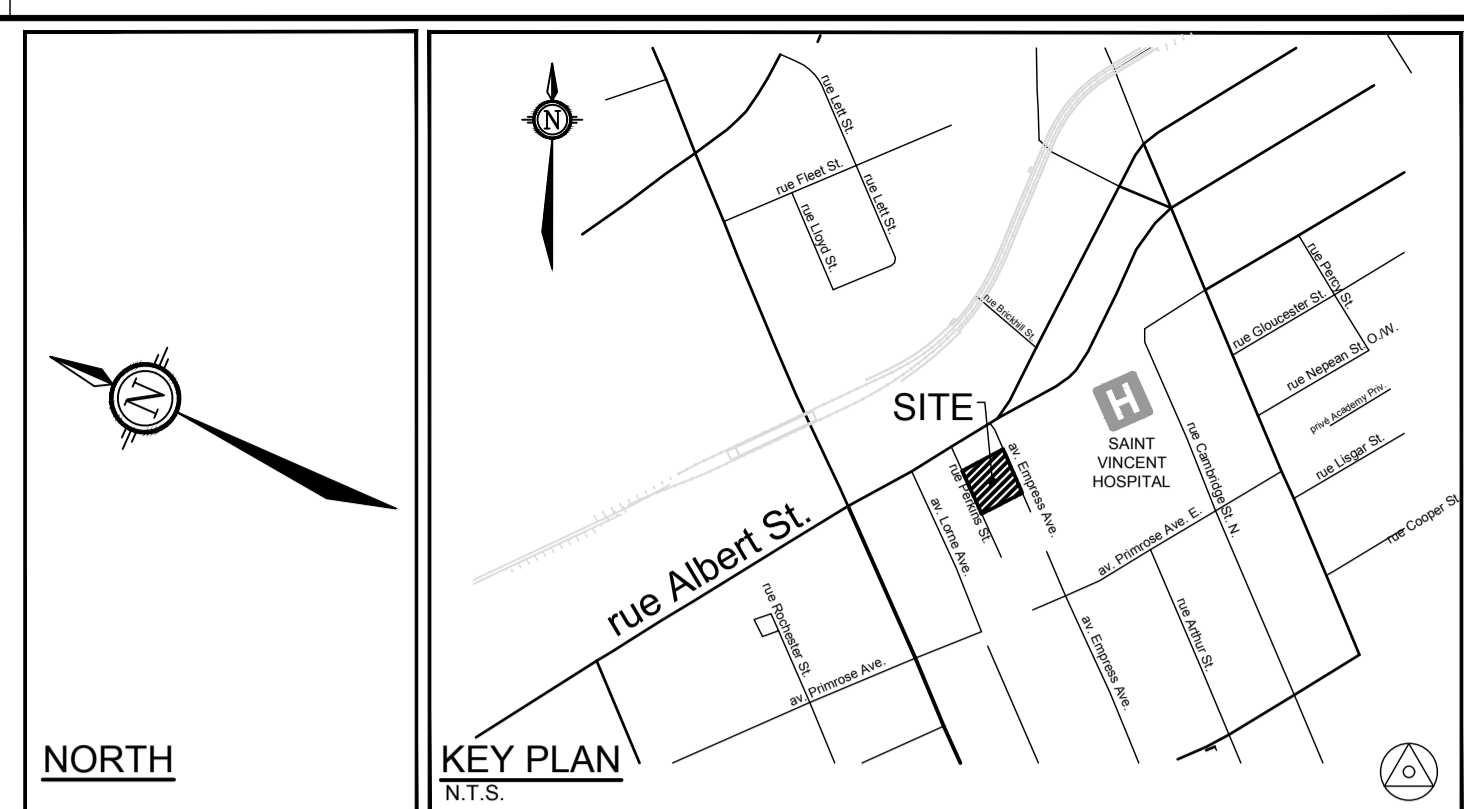 N
NORTH
N
rue Lett St.
rue Fleet St.
rue Lett St.
rue Lloyd St.
rue Brickhill St.
rue Percy St.
rue Gloucester St.
rue Nepean St. O./W.
privé Academy Priv.
rue Lisgar St.
rue Cooper St
SITE
H
SAINT
VINCENT
HOSPITAL
rue Cambridge St. N.
av. Empress Ave.
rue Perkins St.
av. Lorne Ave.
av. Primrose Ave. E.
rue Albert St.
rue Rochester St.
av. Primrose Ave.
av. Empress Ave.
rue Arthur St.
KEY PLAN
N.T.S.